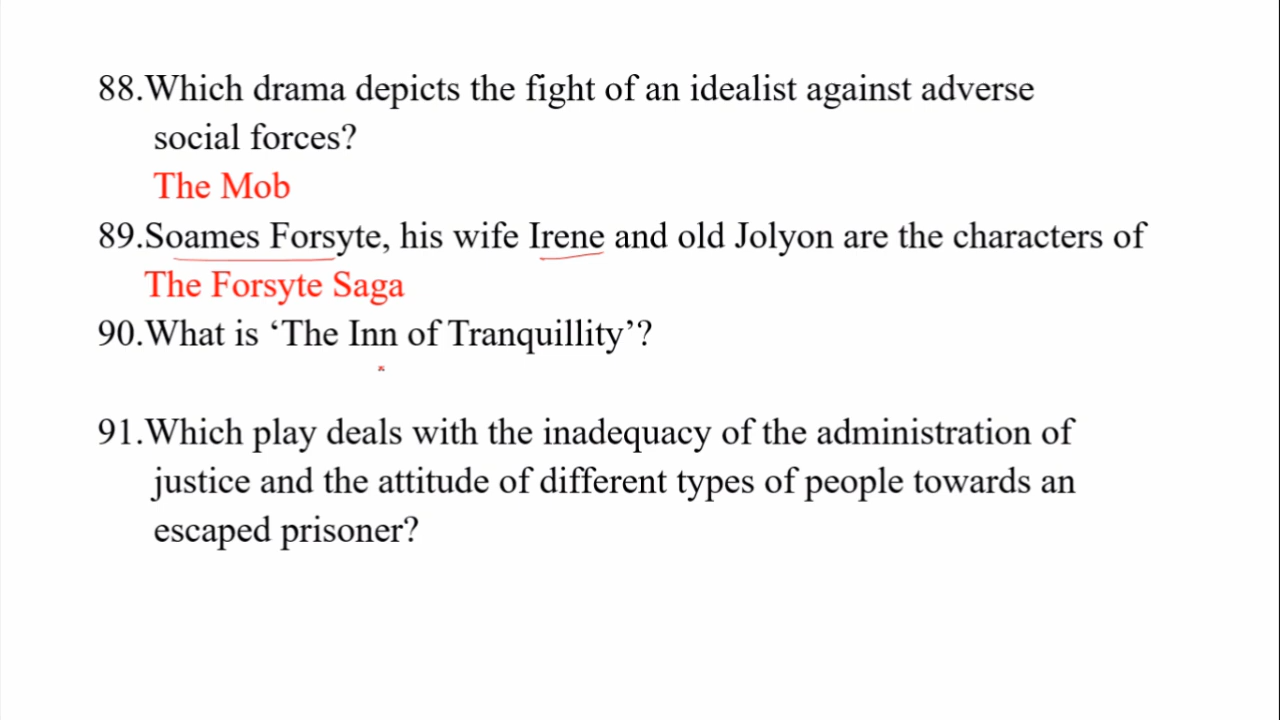 88.Which drama depicts the fight of an idealist against adverse
social forces?
The Mob
89.Soames Forsyte, his wife Irene and old Jolyon are the characters of
The Forsyte Saga
90.What is ‘The Inn of Tranquillity’?
91.Which play deals with the inadequacy of the administration of
justice and the attitude of different types of people towards an
escaped prisoner?